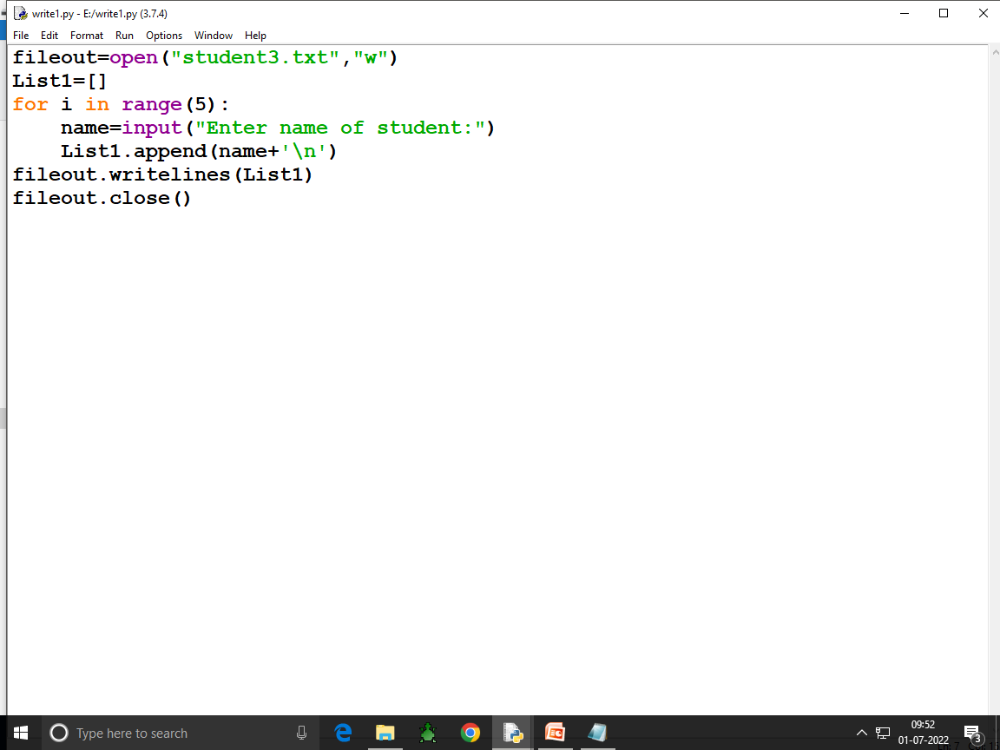 write1.py - E:/write1.py (3.7.4)
File Edit Format Run Options Window Help
fileout=open("student3.txt","w")
List1=[]
for i in range(5):
    name=input("Enter name of student:")
    List1.append(name+'\n')
fileout.writelines(List1)
fileout.close()
Type here to search
09:52
01-07-2022
3